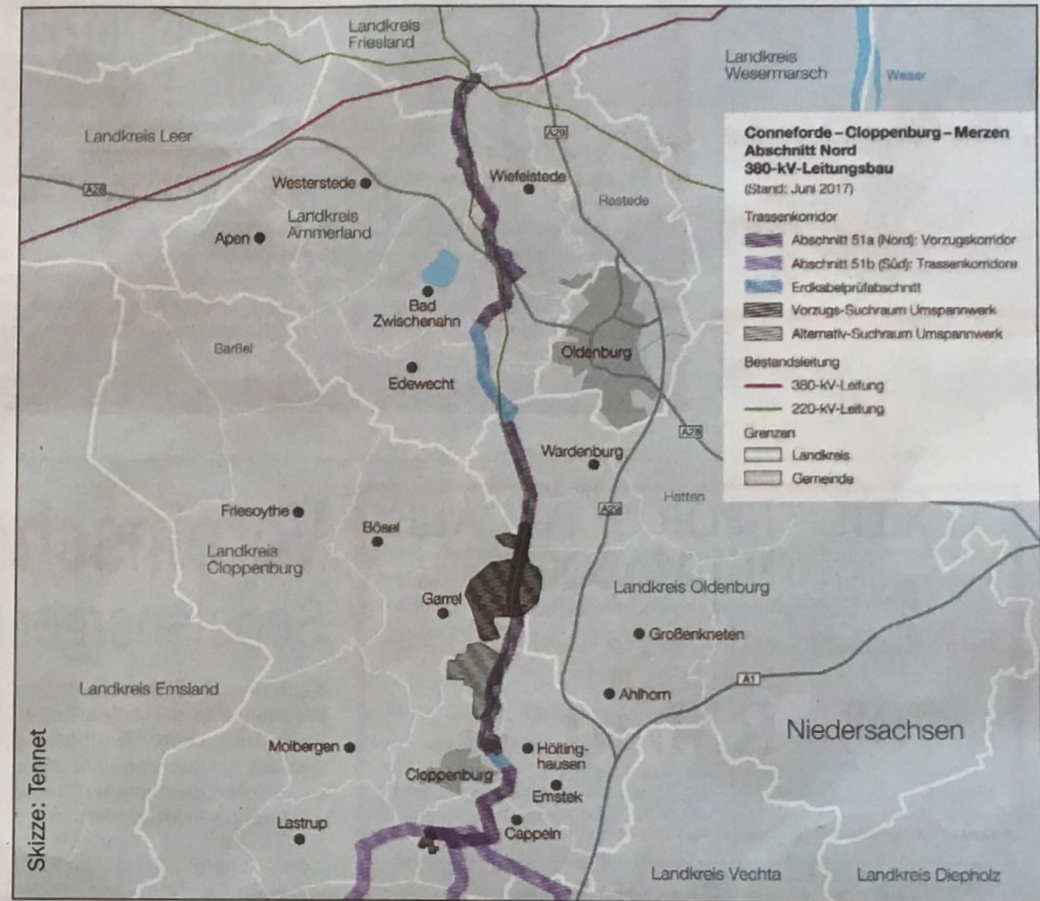 Landkreis
Friesland
Landkreis
Wesermarsch
Weser
Landkreis Leer
A29
A28
Westerstede
Wiefelstede
Rastede
Landkreis
Ammerland
Apen
Bad
Zwischenahn
Barßel
Oldenburg
Edewecht
A28
Wardenburg
Hatten
A29
Friesoythe
Bösel
Landkreis
Cloppenburg
Garrel
Landkreis Oldenburg
Großenkneten
Landkreis Emsland
A1
Ahlhorn
Niedersachsen
Molbergen
Hölting-
hausen
Cloppenburg
Emstek
Lastrup
Cappeln
Landkreis Vechta
Landkreis Diepholz
Skizze: Tennet
Conneforde – Cloppenburg – Merzen
Abschnitt Nord
380-kV-Leitungsbau
(Stand: Juni 2017)
Trassenkorridor
Abschnitt 51a (Nord): Vorzugskorridor
Abschnitt 51b (Süd): Trassenkorridore
Erdkabelprüfabschnitt
Vorzugs-Suchraum Umspannwerk
Alternativ-Suchraum Umspannwerk
Bestandsleitung
380-kV-Leitung
220-kV-Leitung
Grenzen
Landkreis
Gemeinde